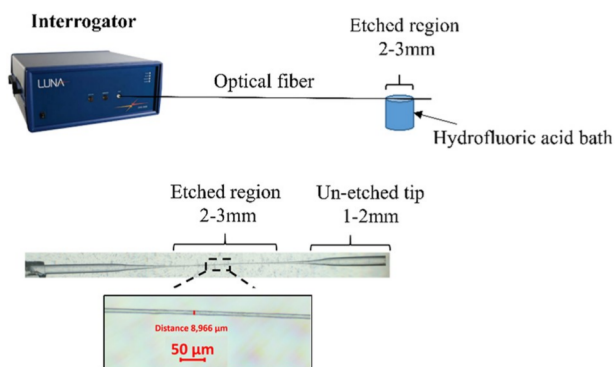 Interrogator
Etched region
2-3mm
LUNA
Optical fiber
Hydrofluoric acid bath
Etched region
2-3mm
Un-etched tip
1-2mm
Distance 8,966 µm
50 µm